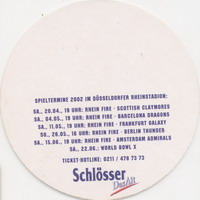 SPIELTERMINE 2002 IM DÜSSELDORFER RHEINSTADION:
SA., 20.04., 19 UHR: RHEIN FIRE - SCOTTISH CLAYMORES
SA., 04.05., 19 UHR: RHEIN FIRE - BARCELONA DRAGONS
SA., 11.05., 19 UHR: RHEIN FIRE - FRANKFURT GALAXY
SO., 26.05., 16 UHR: RHEIN FIRE - BERLIN THUNDER
SA., 15.06., 19 UHR: RHEIN FIRE - AMSTERDAM ADMIRALS
SA., 22.06.: WORLD BOWL X
TICKET-HOTLINE: 0211 / 478 73 73
Schlösser
Das Alt